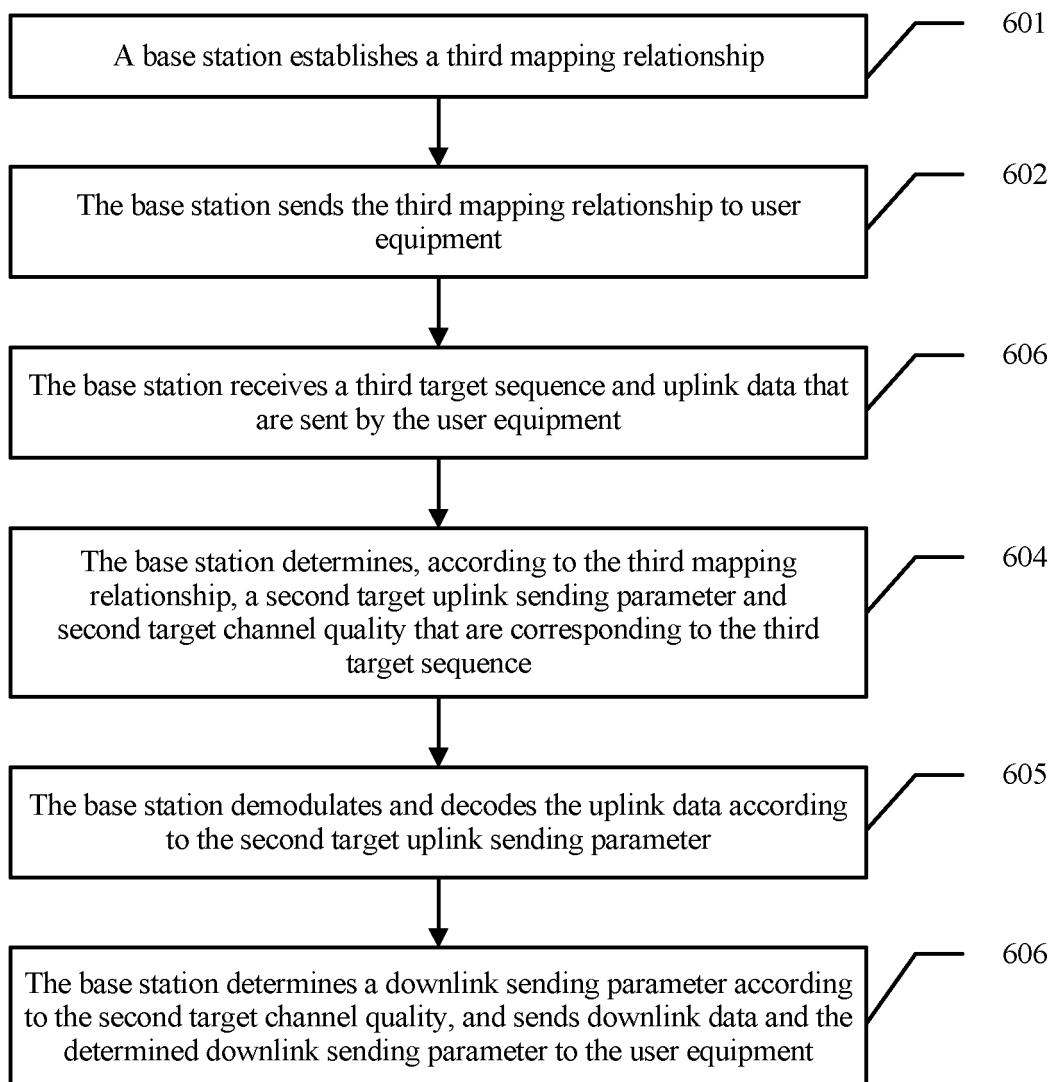 A base station establishes a third mapping relationship
601
The base station sends the third mapping relationship to user
equipment
602
The base station receives a third target sequence and uplink data that
are sent by the user equipment
606
The base station determines, according to the third mapping
relationship, a second target uplink sending parameter and
second target channel quality that are corresponding to the third
target sequence
604
The base station demodulates and decodes the uplink data according
to the second target uplink sending parameter
605
The base station determines a downlink sending parameter according
to the second target channel quality, and sends downlink data and the
determined downlink sending parameter to the user equipment
606